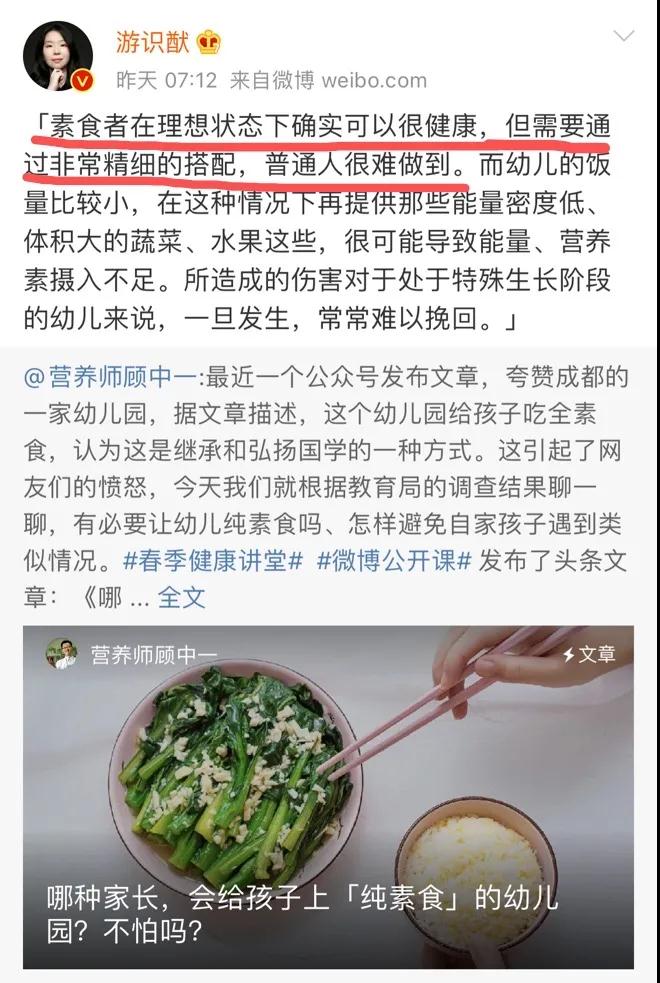 游识猷
昨天 07:12 来自微博 weibo.com
「素食者在理想状态下确实可以很健康，但需要通
过非常精细的搭配，普通人很难做到。而幼儿的饭
量比较小，在这种情况下再提供那些能量密度低、
体积大的蔬菜、水果这些，很可能导致能量、营养
素摄入不足。所造成的伤害对于处于特殊生长阶段
的幼儿来说，一旦发生，常常难以挽回。」
@营养师顾中一:最近一个公众号发布文章，夸赞成都的
一家幼儿园，据文章描述，这个幼儿园给孩子吃全素
食，认为这是继承和弘扬国学的一种方式。这引起了网
友们的愤怒，今天我们就根据教育局的调查结果聊一
聊，有必要让幼儿纯素食吗、怎样避免自家孩子遇到类
似情况。#春季健康讲堂# #微博公开课# 发布了头条文
章：《哪 ... 全文
营养师顾中一
文章
哪种家长，会给孩子上「纯素食」的幼儿
园？不怕吗？